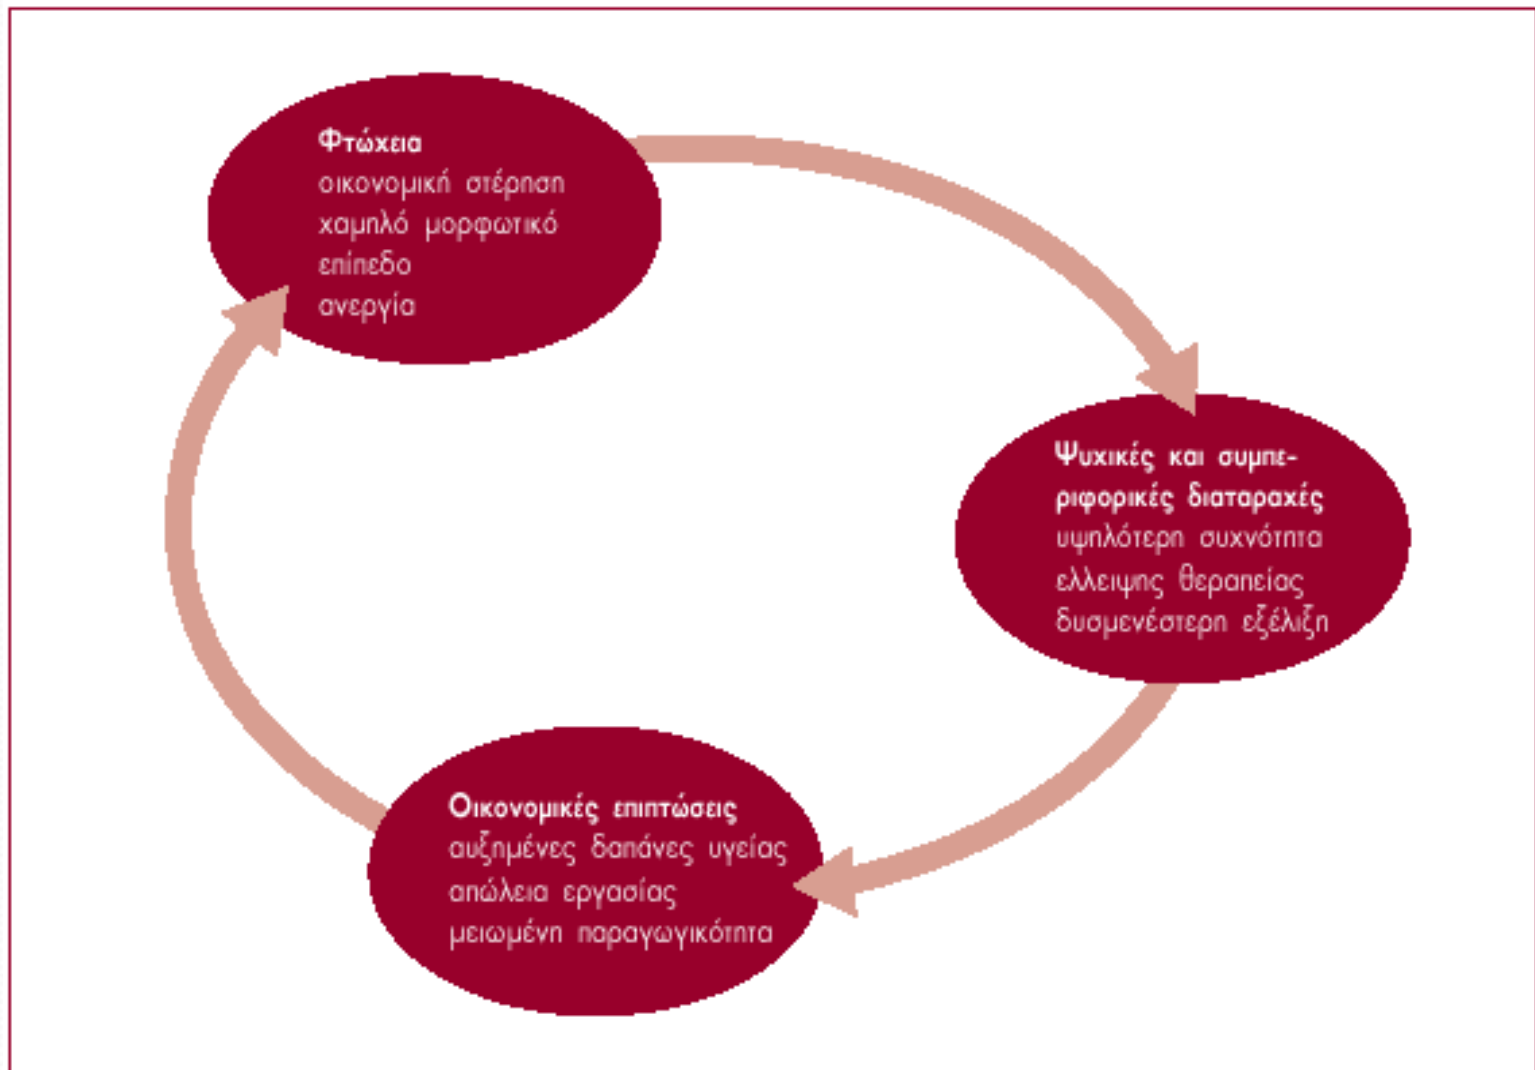 Φτώχεια
οικονομική στέρηση
χαμηλό μορφωτικό
επίπεδο
ανεργία
Ψυχικές και συμπε-
ριφορικές διαταραχές
υψηλότερη συχνότητα
ελλειψης θεραπείας
δυσμενέστερη εξέλιξη
Οικονομικές επιπτώσεις
αυξημένες δαπάνες υγείας
απώλεια εργασίας
μειωμένη παραγωγικότητα